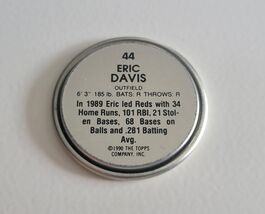 44
ERIC
DAVIS
OUTFIELD
6' 3" 185 lb. BATS: R THROWS: R
In 1989 Eric led Reds with 34
Home Runs, 101 RBI, 21 Stol-
en Bases, 68 Bases on
Balls and .281 Batting
Avg.
©1990 THE TOPPS
COMPANY, INC.